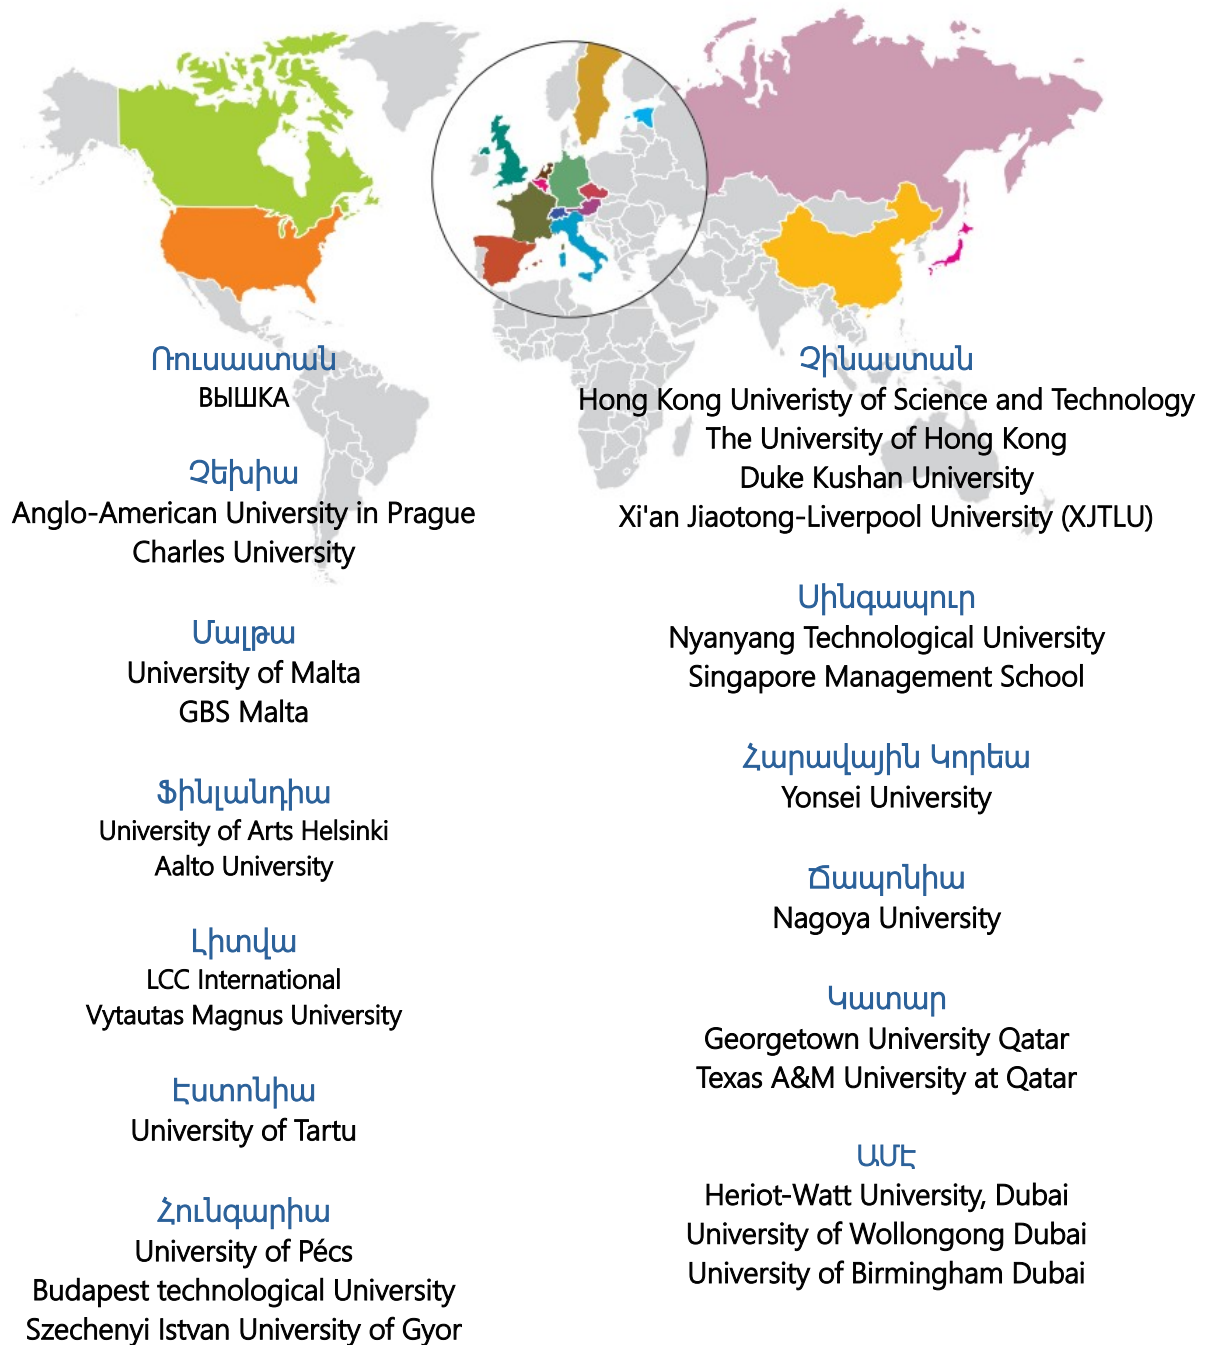 Ռուսաստան
ВЫШКА
Չեխիա
Anglo-American University in Prague
Charles University
Մալթա
University of Malta
GBS Malta
Ֆինլանդիա
University of Arts Helsinki
Aalto University
Լիտվա
LCC International
Vytautas Magnus University
Էստոնիա
University of Tartu
Հունգարիա
University of Pécs
Budapest technological University
Szechenyi Istvan University of Gyor
Չինաստան
Hong Kong Univeristy of Science and Technology
The University of Hong Kong
Duke Kushan University
Xi'an Jiaotong-Liverpool University (XJTLU)
Սինգապուր
Nyanyang Technological University
Singapore Management School
Հարավային Կորեա
Yonsei University
Ճապոնիա
Nagoya University
Կատար
Georgetown University Qatar
Texas A&M University at Qatar
ԱՄԷ
Heriot-Watt University, Dubai
University of Wollongong Dubai
University of Birmingham Dubai